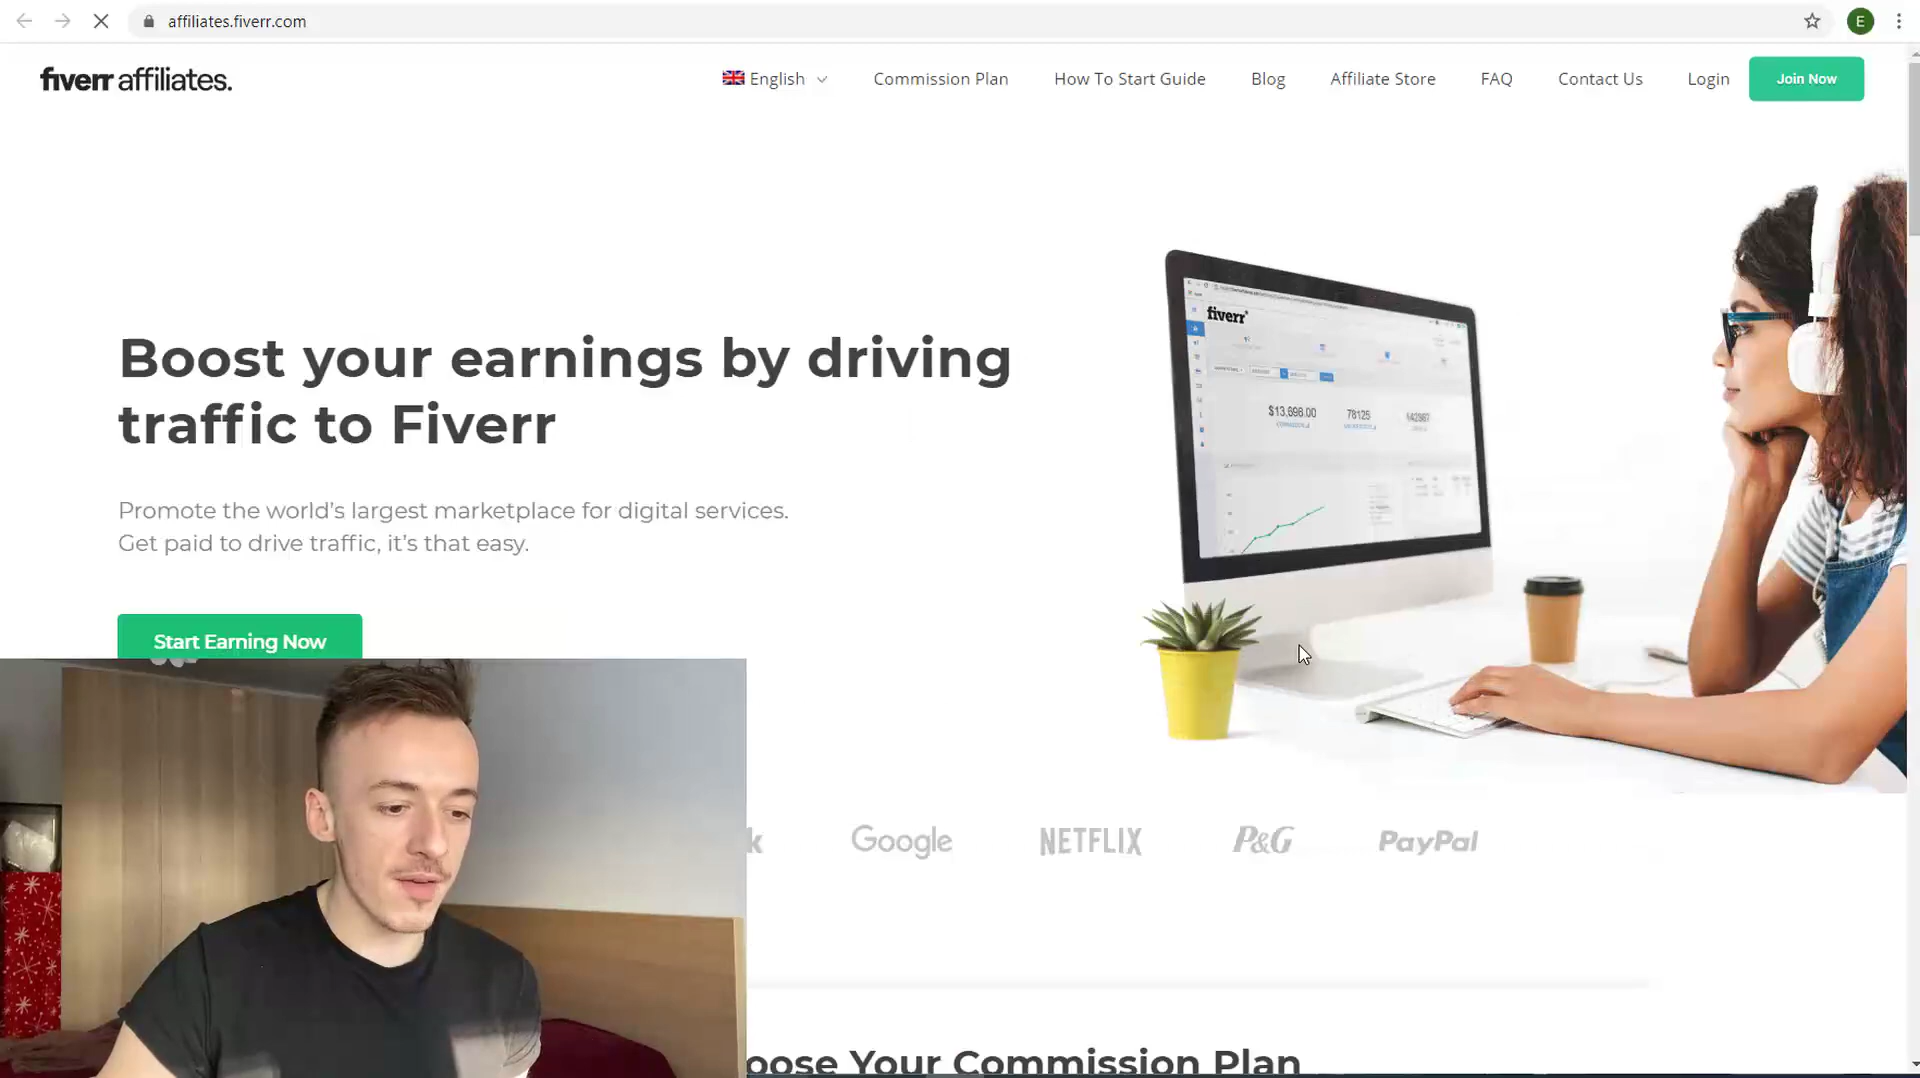 affiliates.fiverr.com
E
fiverr affiliates.
English
Commission Plan
How To Start Guide
Blog
Affiliate Store
FAQ
Contact Us
Login
Join Now
Boost your earnings by driving
traffic to Fiverr
Promote the world's largest marketplace for digital services.
Get paid to drive traffic, it's that easy.
Start Earning Now
fiverr
$13,698.00
78125
k
Google
NETFLIX
P&G
PayPal
oose Your Commission Plan